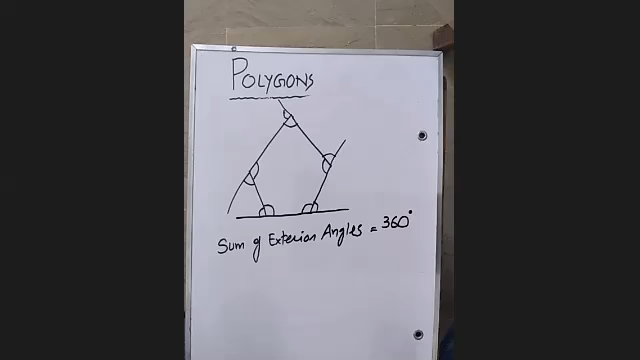 POLYGONS
Sum of Exterior Angles = 360°